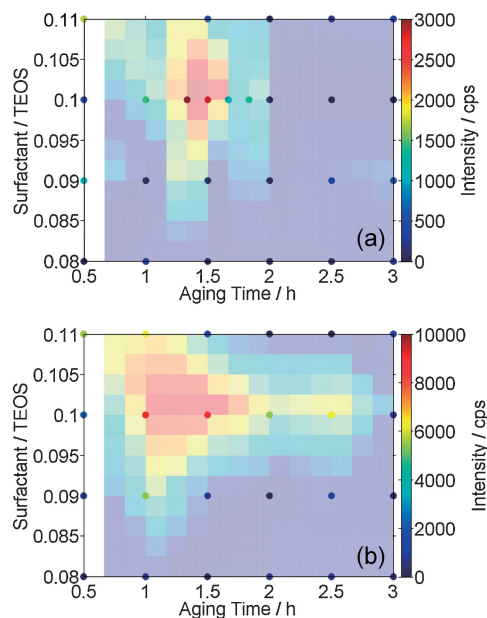 0.11
0.105
0.1
0.095
0.09
0.085
0.08
Surfactant / TEOS
0.5 1 1.5 2 2.5 3
Aging Time / h
(a)
3000
2500
2000
1500
1000
500
0
Intensity / cps
0.11
0.105
0.1
0.095
0.09
0.085
0.08
Surfactant / TEOS
0.5 1 1.5 2 2.5 3
Aging Time / h
(b)
10000
8000
6000
4000
2000
0
Intensity / cps